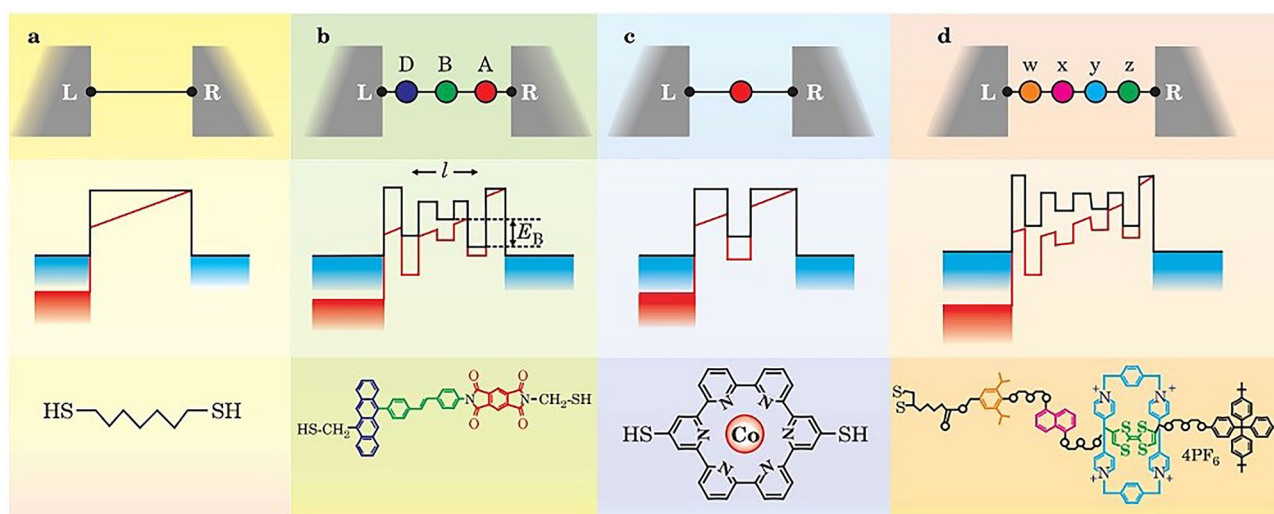 a
L R
b
D B A
L R
c
L R
d
w x y z
L R
l
E_B
HS SH
HS-CH₂
N
O O
O O
N-CH₂-SH
HS SH
N N
N Co N
N N
S
S
O
O
O O O O
O O O O
N⁺ N⁺
S S
S S
N⁺ N⁺
O O O O
4PF₆